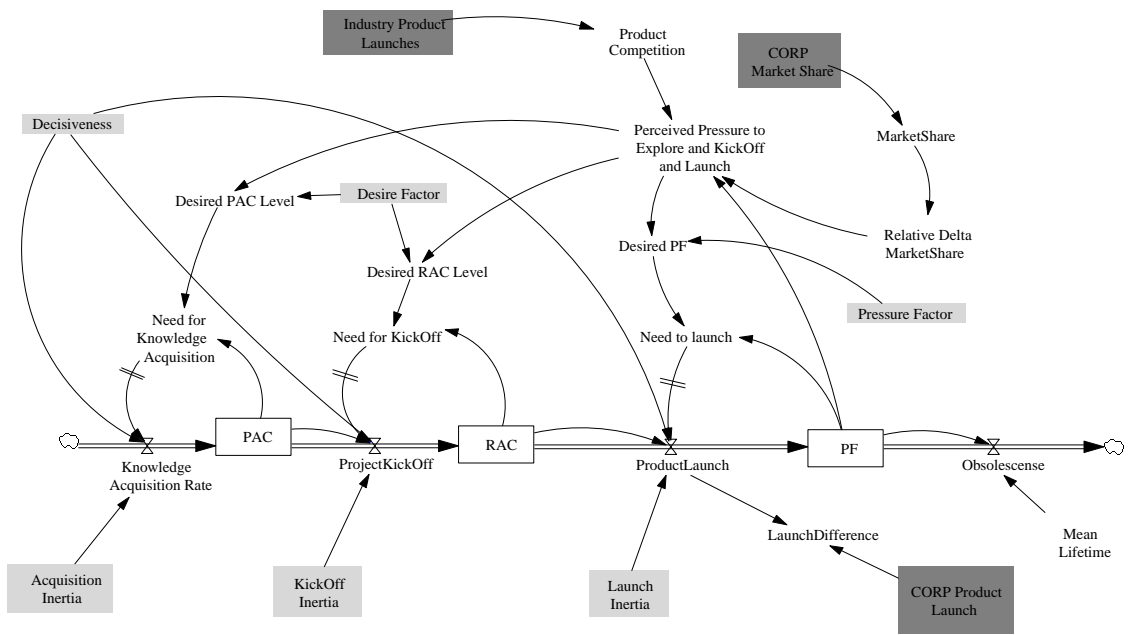 Industry Product
Launches
Product
Competition
CORP
Market Share
Decisiveness
Perceived Pressure to
Explore and KickOff
and Launch
MarketShare
Desired PAC Level
Desire Factor
Desired PF
Relative Delta
MarketShare
Desired RAC Level
Pressure Factor
Need for
Knowledge
Acquisition
Need for KickOff
Need to launch
PAC
RAC
PF
Knowledge
Acquisition Rate
ProjectKickOff
ProductLaunch
Obsolescense
LaunchDifference
Mean
Lifetime
Acquisition
Inertia
KickOff
Inertia
Launch
Inertia
CORP Product
Launch